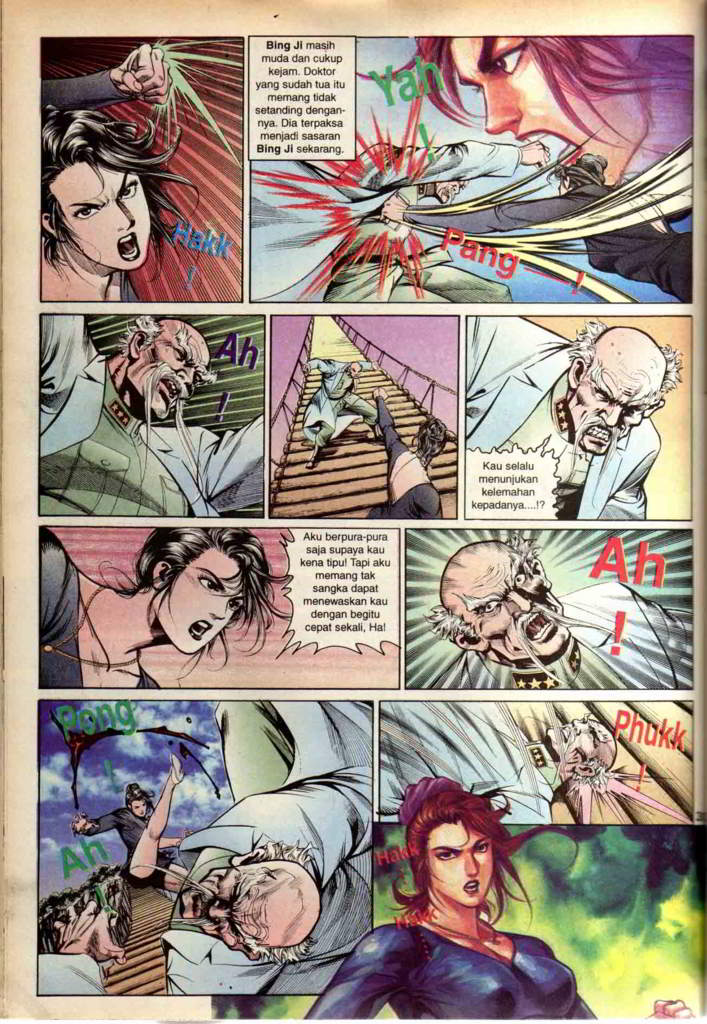 Hakk
!
Bing Ji masih
muda dan cukup
kejam. Doktor
yang sudah tua itu
memang tidak
setanding dengan-
nya. Dia terpaksa
menjadi sasaran
Bing Ji sekarang.
Yah
!
Pang —— !
Ah
!
Kau selalu
menunjukan
kelemahan
kepadanya....!?
Aku berpura-pura
saja supaya kau
kena tipu! Tapi aku
memang tak
sangka dapat
menewaskan kau
dengan begitu
cepat sekali, Ha!
Ah
!
Pong
!
Ah
!
Phukk
!
Hakk
!
Hakk
!